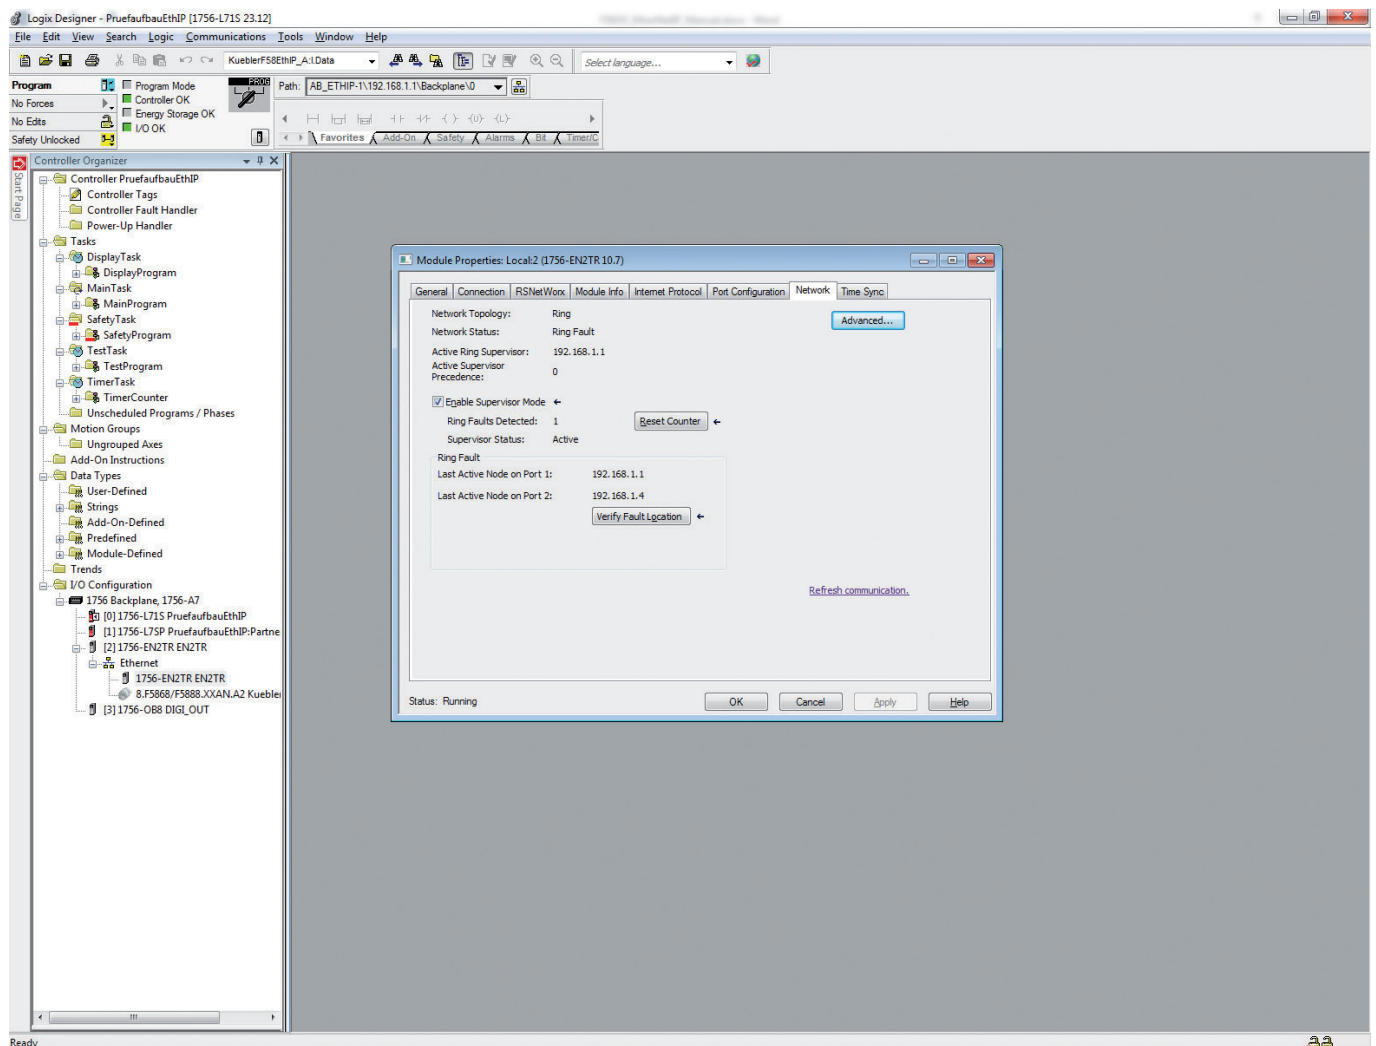 Logix Designer - PruefaufbauEthIP [1756-L71S 23.12]
File Edit View Search Logic Communications Tools Window Help
KueblerF58EthIP_A:I.Data
Select language...
Program
Program Mode
PROG
Path: AB_ETHIP-1\192.168.1.1\Backplane\0
No Forces
Controller OK
No Edits
Energy Storage OK
I/O OK
Safety Unlocked
Favorites Add-On Safety Alarms Bit Timer/C
Start Page
Controller Organizer
Controller PruefaufbauEthIP
Controller Tags
Controller Fault Handler
Power-Up Handler
Tasks
DisplayTask
DisplayProgram
MainTask
MainProgram
SafetyTask
SafetyProgram
TestTask
TestProgram
TimerTask
TimerCounter
Unscheduled Programs / Phases
Motion Groups
Ungrouped Axes
Add-On Instructions
Data Types
User-Defined
Strings
Add-On-Defined
Predefined
Module-Defined
Trends
I/O Configuration
1756 Backplane, 1756-A7
[0] 1756-L71S PruefaufbauEthIP
[1] 1756-L7SP PruefaufbauEthIP:Partne
[2] 1756-EN2TR EN2TR
Ethernet
1756-EN2TR EN2TR
8.F5868/F5888.XXAN.A2 Kuebler
[3] 1756-OB8 DIGI_OUT
Module Properties: Local:2 (1756-EN2TR 10.7)
General Connection RSNetWorx Module Info Internet Protocol Port Configuration Network Time Sync
Network Topology: Ring
Advanced...
Network Status: Ring Fault
Active Ring Supervisor: 192.168.1.1
Active Supervisor
Precedence: 0
Enable Supervisor Mode
Ring Faults Detected: 1 Reset Counter
Supervisor Status: Active
Ring Fault
Last Active Node on Port 1: 192.168.1.1
Last Active Node on Port 2: 192.168.1.4
Verify Fault Location
Refresh communication.
Status: Running
OK Cancel Apply Help
Ready